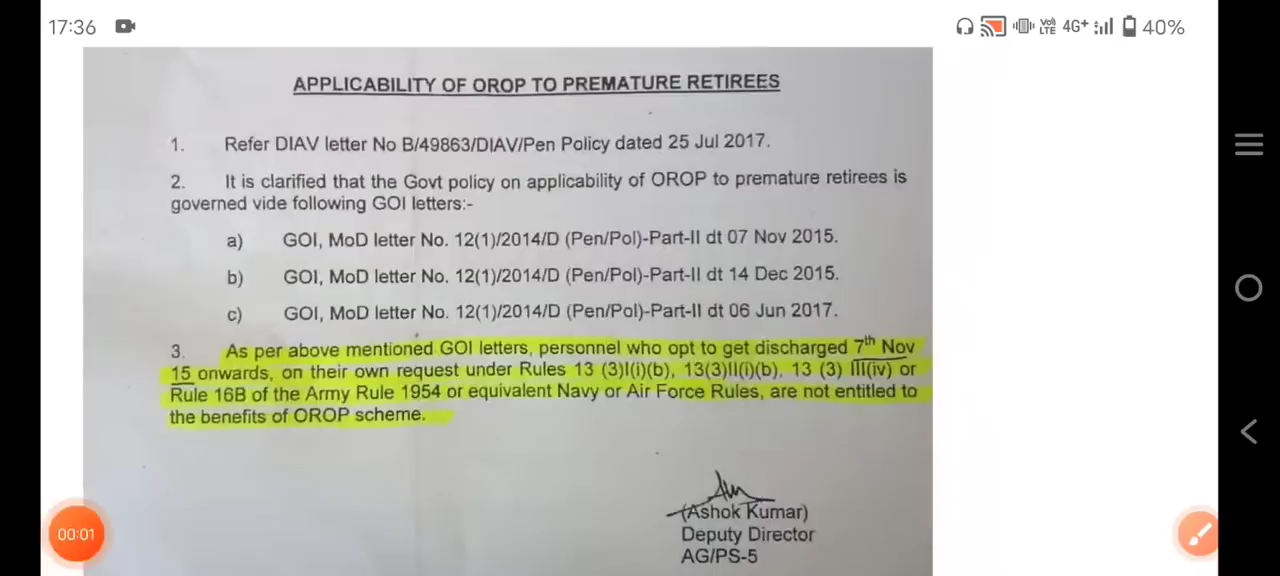 17:36 Vo) LTE 4G+ 40%
APPLICABILITY OF OROP TO PREMATURE RETIREES
1. Refer DIAV letter No B/49863/DIAV/Pen Policy dated 25 Jul 2017.
2. It is clarified that the Govt policy on applicability of OROP to premature retirees is
governed vide following GOI letters:-
a) GOI, MoD letter No. 12(1)/2014/D (Pen/Pol)-Part-II dt 07 Nov 2015.
b) GOI, MoD letter No. 12(1)/2014/D (Pen/Pol)-Part-II dt 14 Dec 2015.
c) GOI, MoD letter No. 12(1)/2014/D (Pen/Pol)-Part-II dt 06 Jun 2017.
3. As per above mentioned GOI letters, personnel who opt to get discharged 7th Nov
15 onwards, on their own request under Rules 13 (3)I(i)(b), 13(3)II(i)(b), 13 (3) III(iv) or
Rule 16B of the Army Rule 1954 or equivalent Navy or Air Force Rules, are not entitled to
the benefits of OROP scheme.
(Ashok Kumar)
Deputy Director
AG/PS-5
00:01